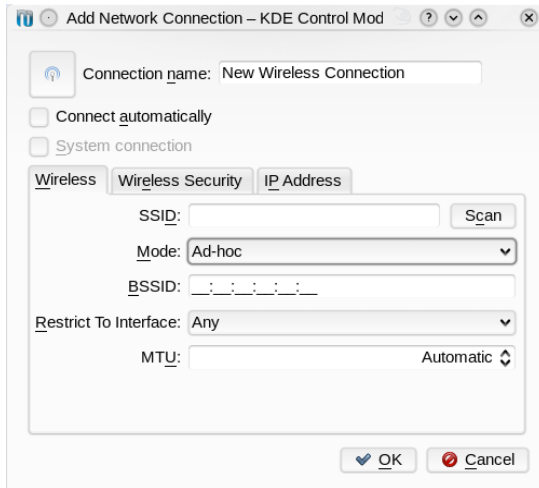 Add Network Connection – KDE Control Mod
Connection name: New Wireless Connection
Connect automatically
System connection
Wireless Wireless Security IP Address
SSID: Scan
Mode: Ad-hoc
BSSID: __:__:__:__:__:__
Restrict To Interface: Any
MTU: Automatic
OK Cancel